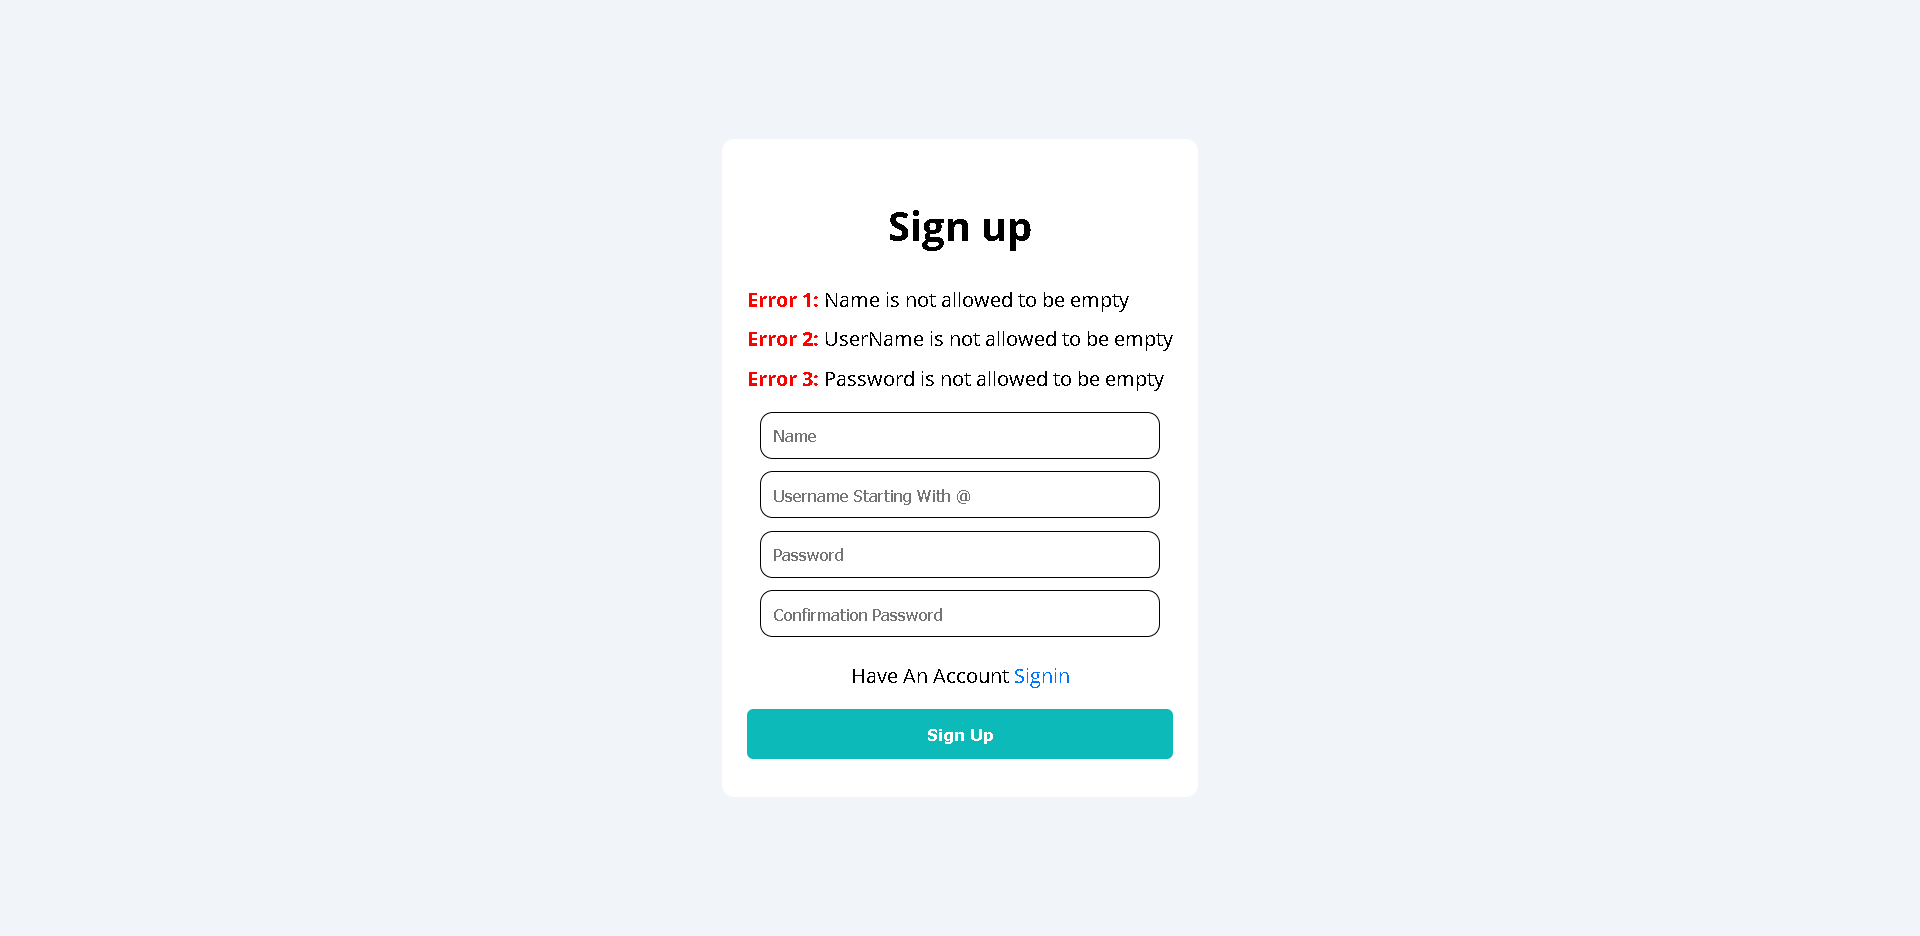 Sign up
Error 1: Name is not allowed to be empty
Error 2: UserName is not allowed to be empty
Error 3: Password is not allowed to be empty
Name
Username Starting With @
Password
Confirmation Password
Have An Account Signin
Sign Up